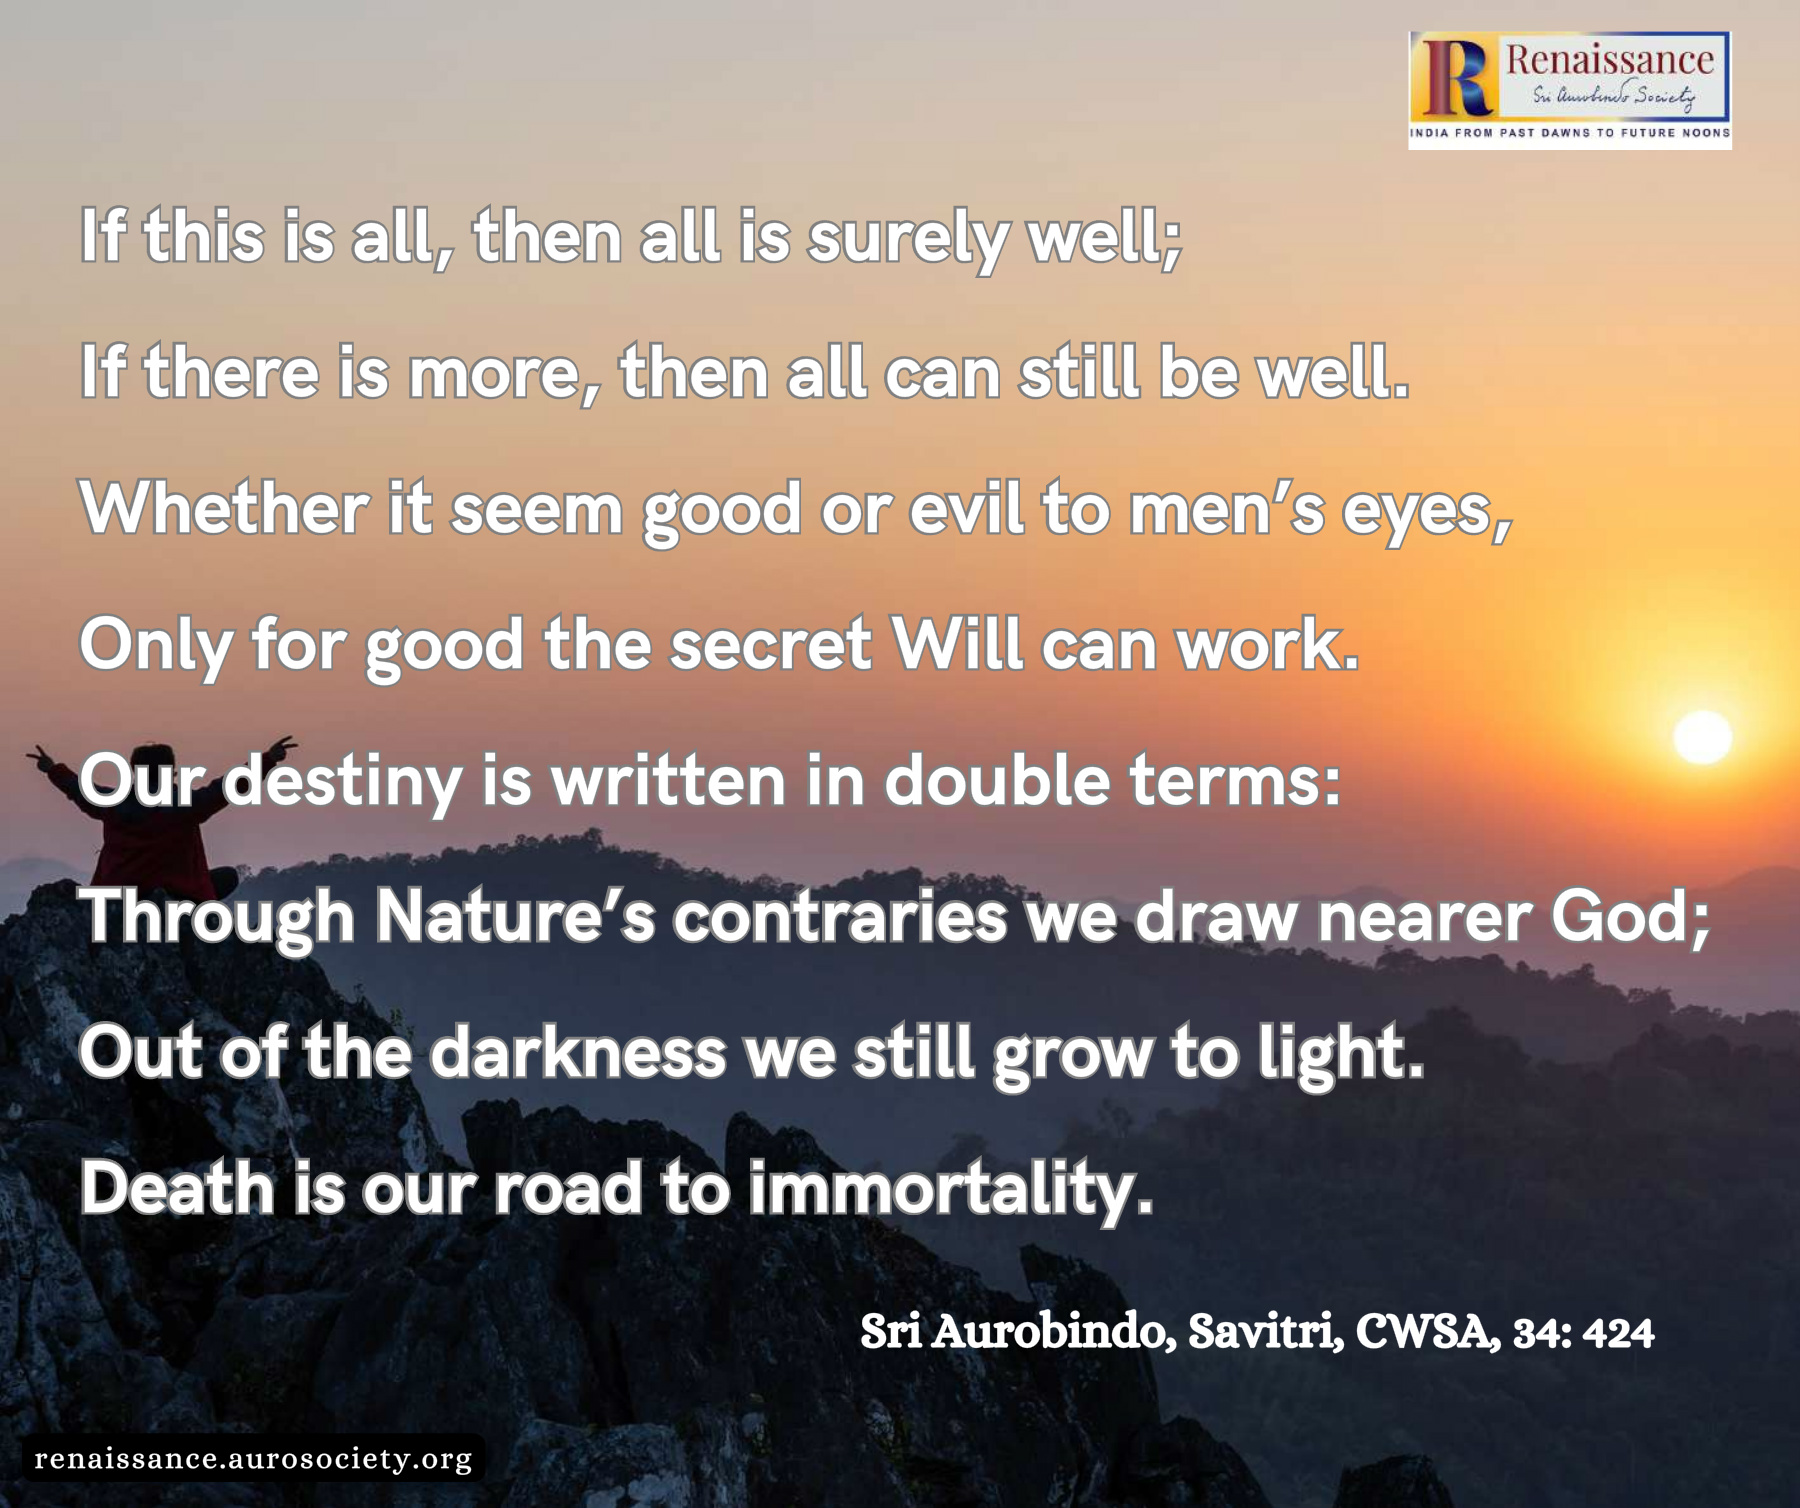 R Renaissance
Sri Aurobindo Society
INDIA FROM PAST DAWNS TO FUTURE NOONS
If this is all, then all is surely well;
If there is more, then all can still be well.
Whether it seem good or evil to men’s eyes,
Only for good the secret Will can work.
Our destiny is written in double terms:
Through Nature’s contraries we draw nearer God;
Out of the darkness we still grow to light.
Death is our road to immortality.
Sri Aurobindo, Savitri, CWSA, 34: 424
renaissance.aurosociety.org